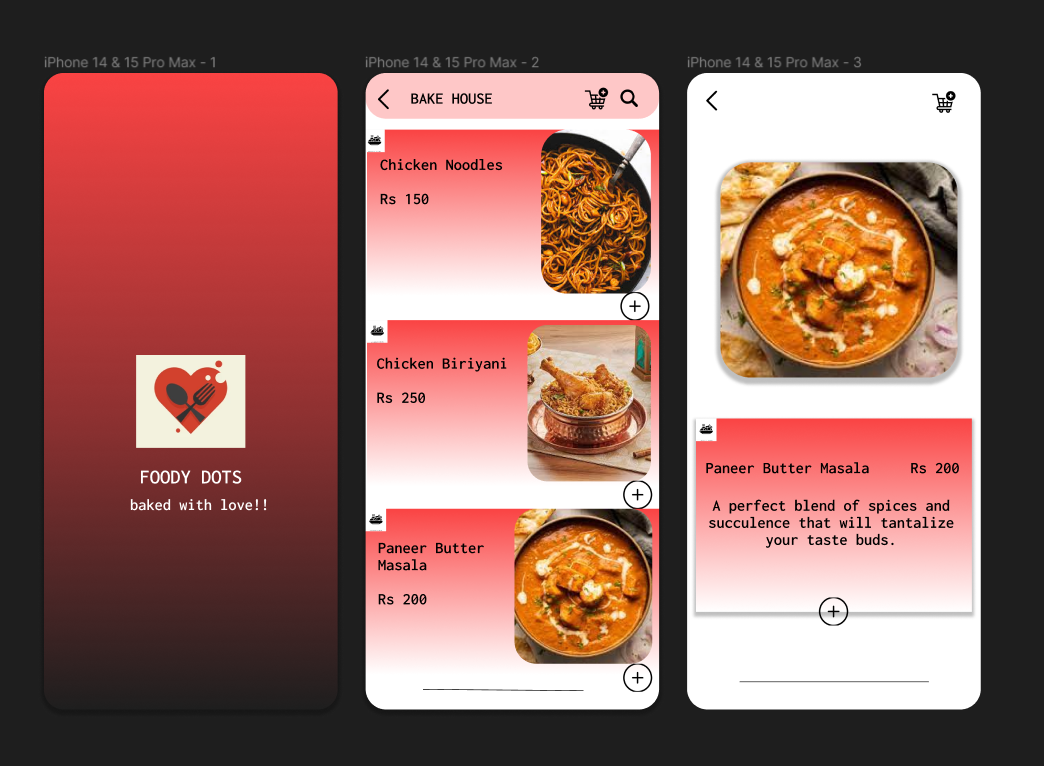 iPhone 14 & 15 Pro Max - 1
FOODY DOTS
baked with love!!
iPhone 14 & 15 Pro Max - 2
BAKE HOUSE
Chicken Noodles
Rs 150
Chicken Biriyani
Rs 250
Paneer Butter
Masala
Rs 200
iPhone 14 & 15 Pro Max - 3
Paneer Butter Masala Rs 200
A perfect blend of spices and
succulence that will tantalize
your taste buds.